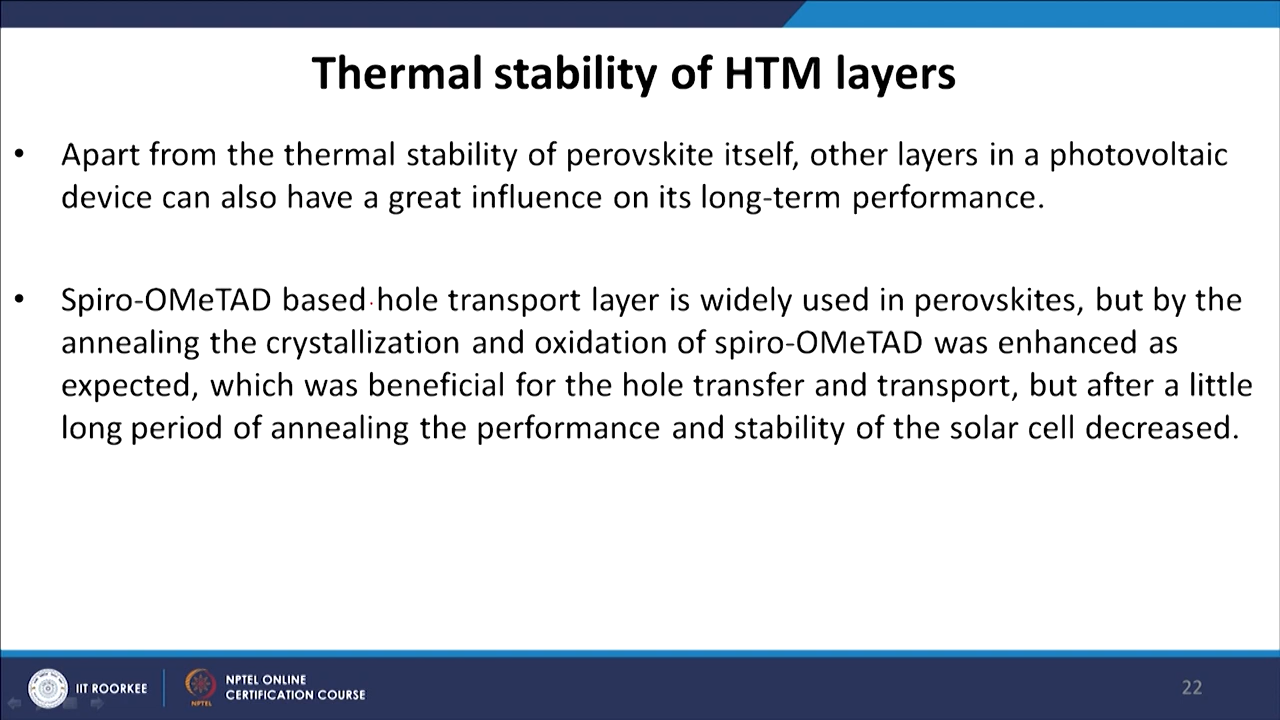 Thermal stability of HTM layers
• Apart from the thermal stability of perovskite itself, other layers in a photovoltaic
device can also have a great influence on its long-term performance.
• Spiro-OMeTAD based hole transport layer is widely used in perovskites, but by the
annealing the crystallization and oxidation of spiro-OMeTAD was enhanced as
expected, which was beneficial for the hole transfer and transport, but after a little
long period of annealing the performance and stability of the solar cell decreased.
IIT ROORKEE
NPTEL
NPTEL ONLINE
CERTIFICATION COURSE
22